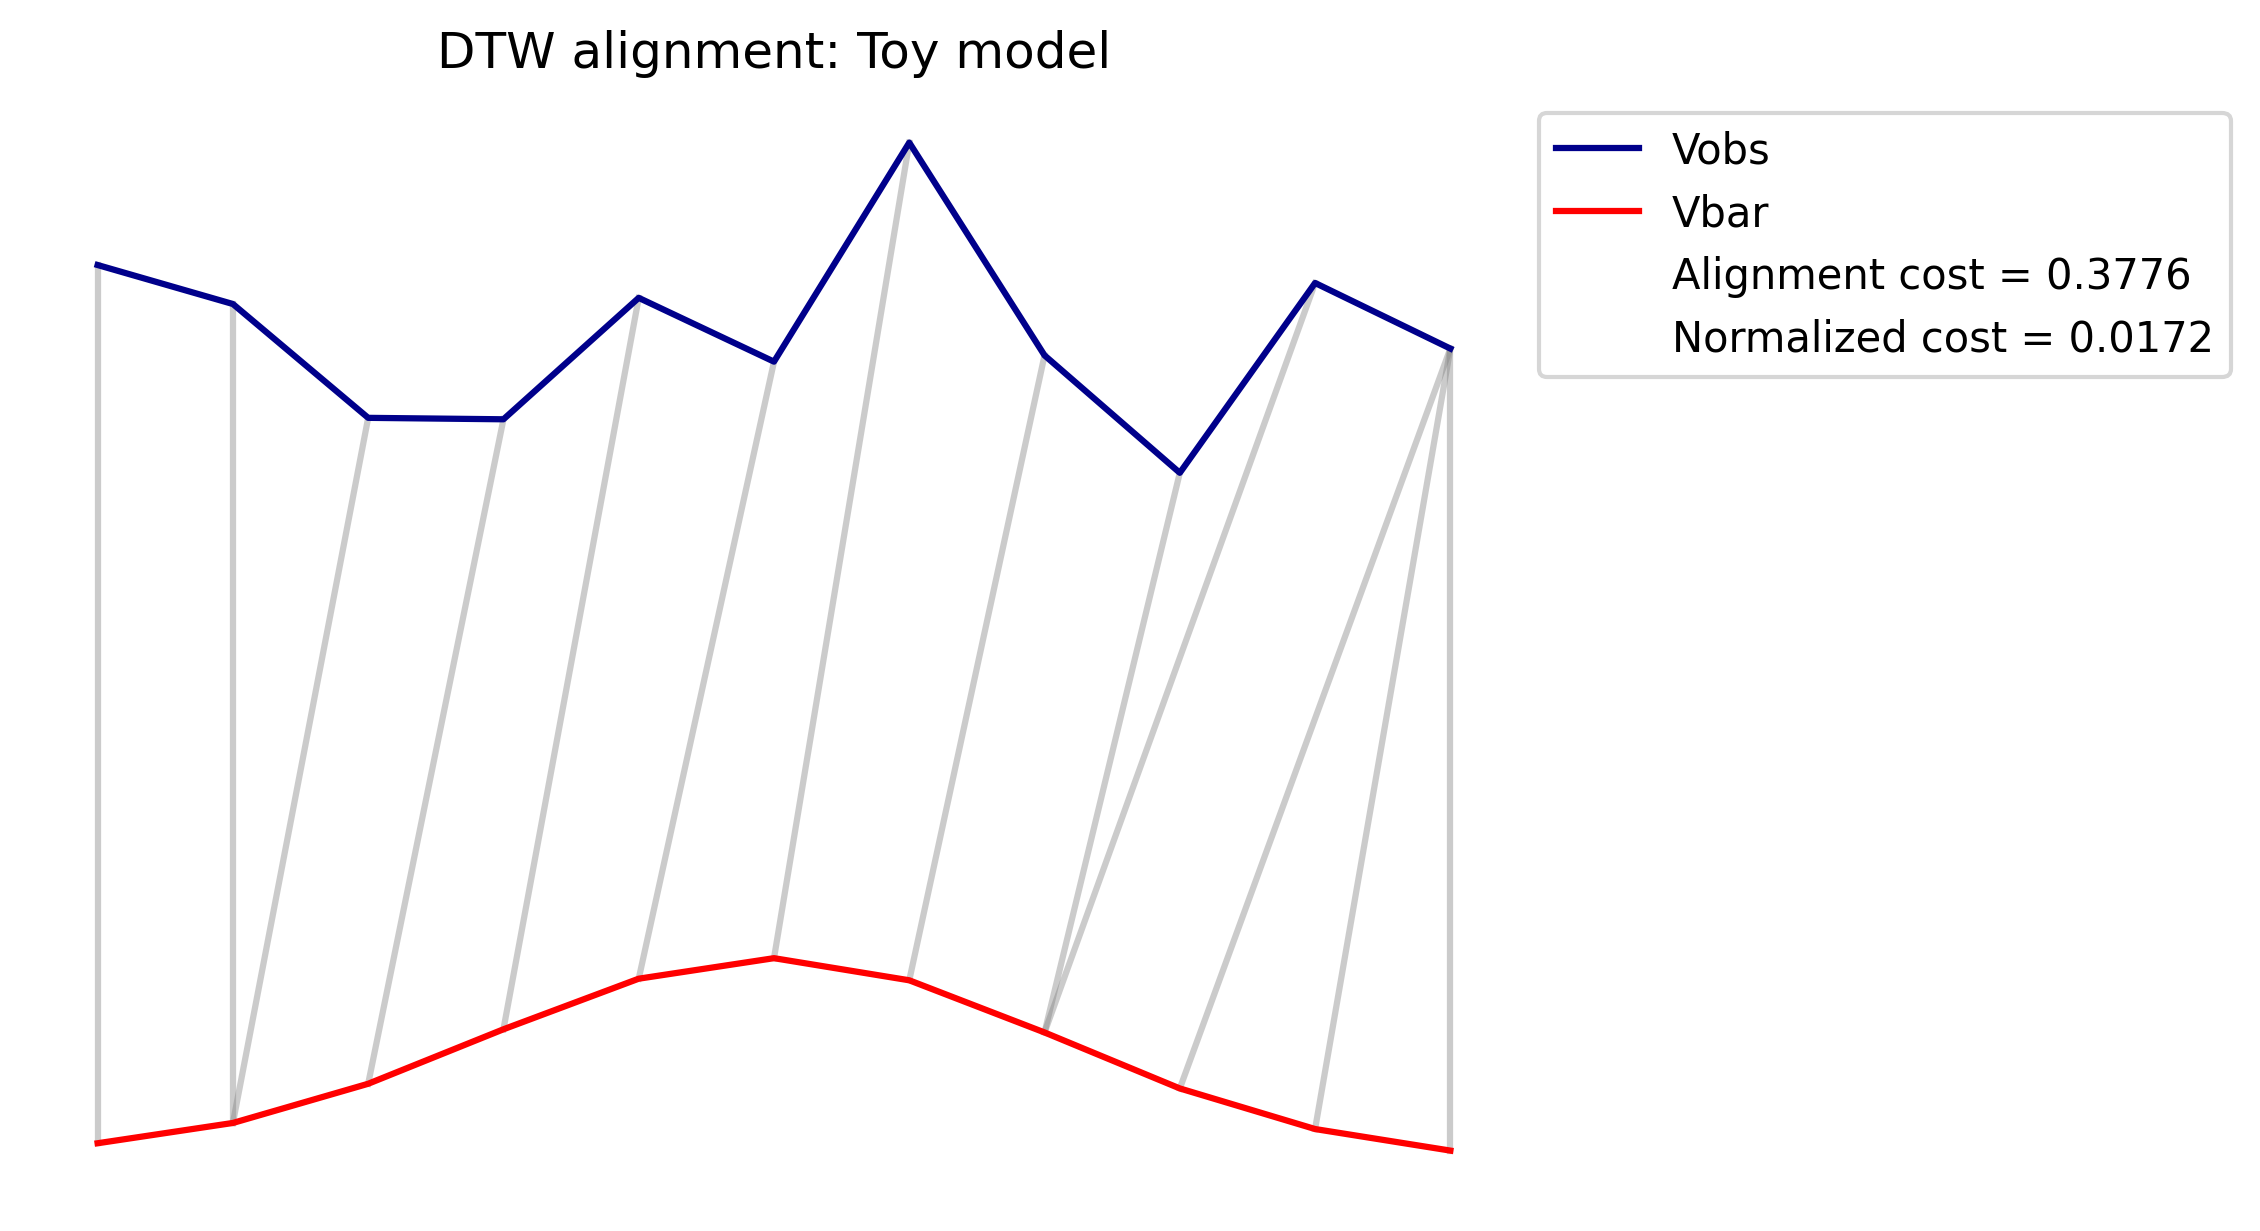 DTW alignment: Toy model
Vobs
Vbar
Alignment cost = 0.3776
Normalized cost = 0.0172